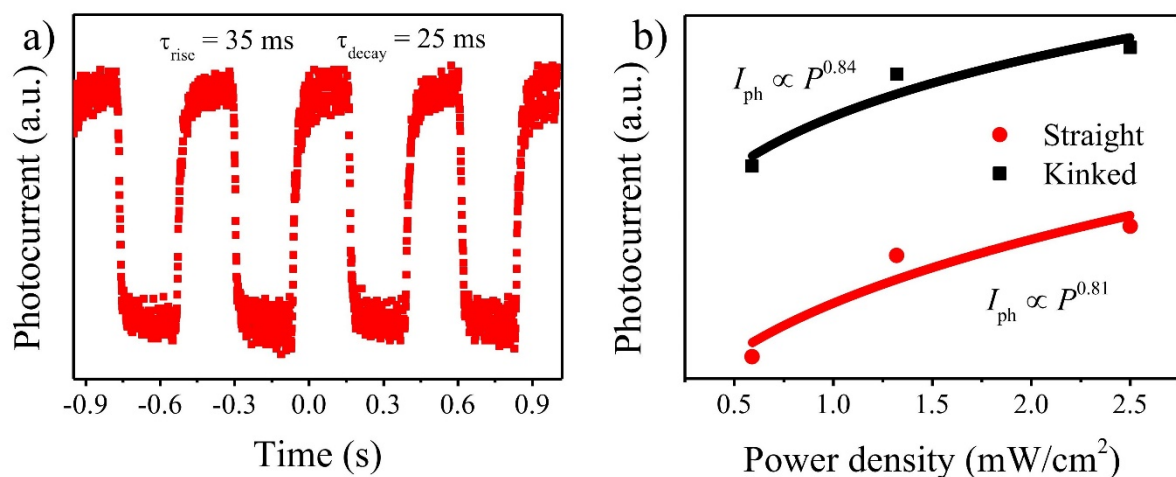 a)
τrise = 35 ms τdecay = 25 ms
Photocurrent (a.u.)
-0.9 -0.6 -0.3 0.0 0.3 0.6 0.9
Time (s)
b)
Iph ∝ P^0.84
Straight
Kinked
Iph ∝ P^0.81
Photocurrent (a.u.)
0.5 1.0 1.5 2.0 2.5
Power density (mW/cm²)